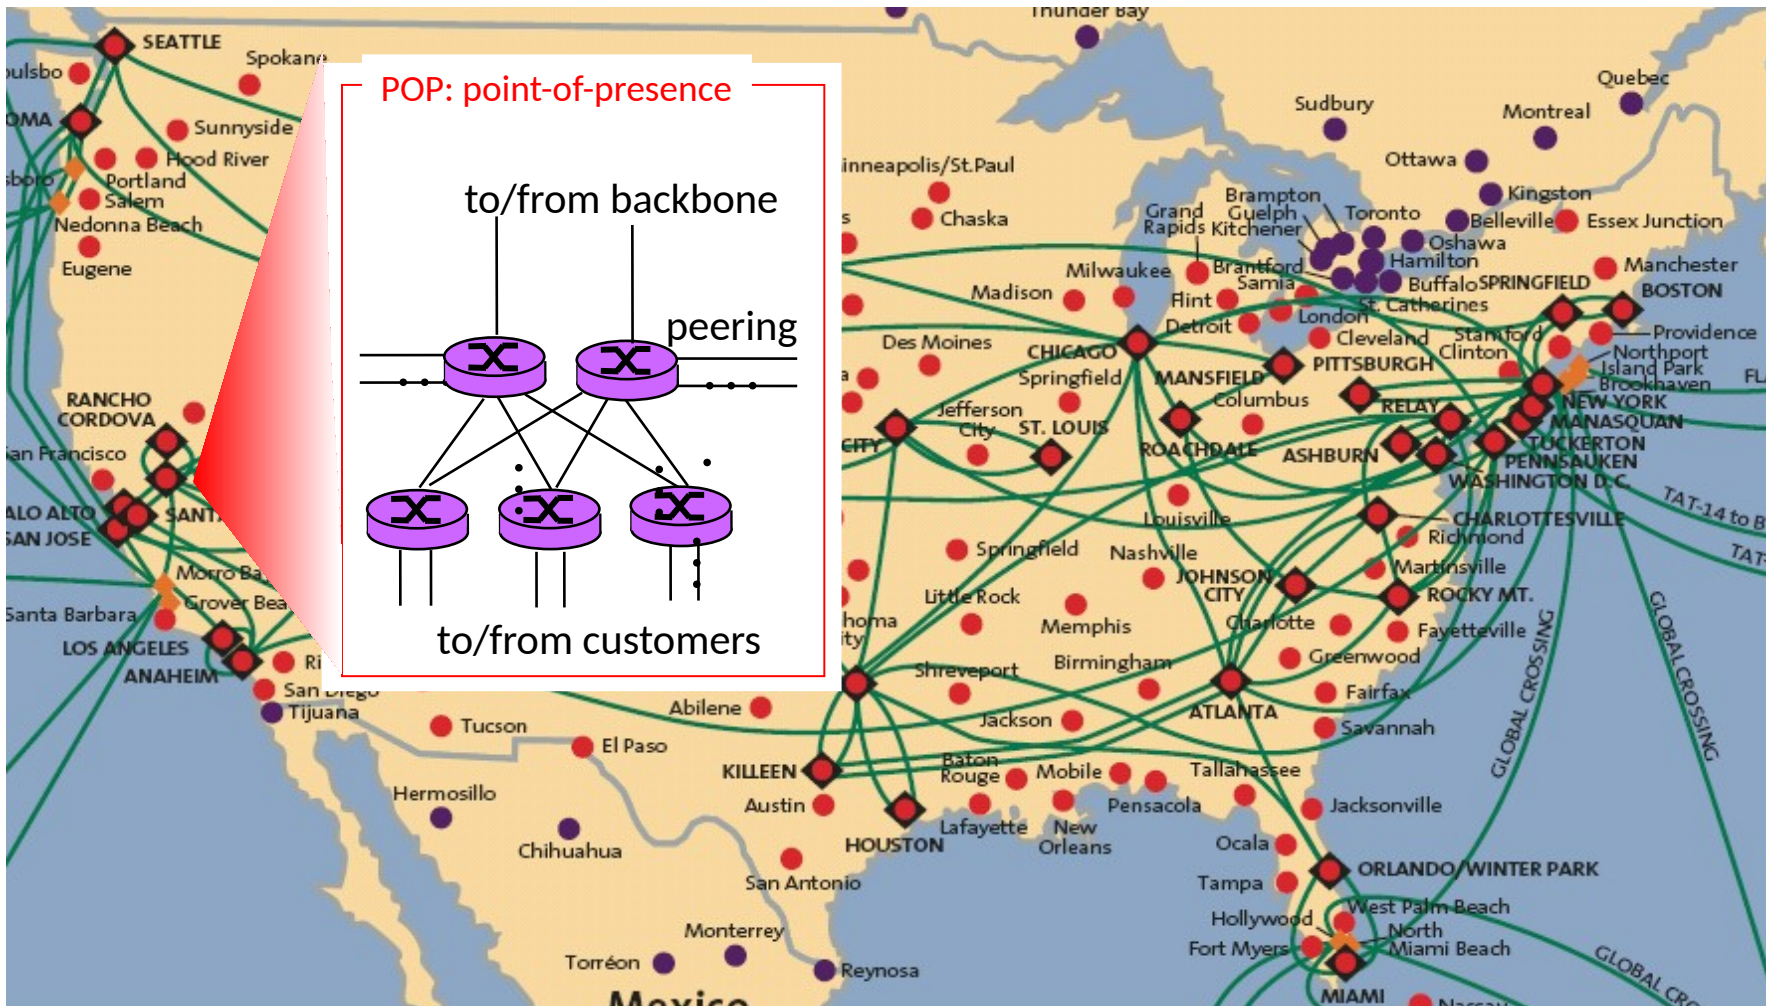 Thunder Bay
SEATTLE
Spokane
Sunnyside
Hood River
Portland
Salem
Nedonna Beach
Eugene
RANCHO
CORDOVA
SAN JOSE
Santa Barbara
LOS ANGELES
ANAHEIM
San Diego
Tijuana
Tucson
El Paso
Hermosillo
Chihuahua
Monterrey
Torréon
Reynosa
Mexico
POP: point-of-presence
to/from backbone
peering
to/from customers
Chaska
Madison
Milwaukee
Grand
Rapids
Brampton
Guelph
Kitchener
Brantford
Toronto
Oshawa
Hamilton
Buffalo
St. Catherines
London
Sudbury
Ottawa
Montreal
Quebec
Kingston
Belleville
Essex Junction
Manchester
SPRINGFIELD
BOSTON
Providence
Stamford
Clinton
Northport
Island Park
Brookhaven
NEW YORK
MANASQUAN
TUCKERTON
PENNSAUKEN
WASHINGTON D.C.
Flint
Detroit
Cleveland
CHICAGO
MANSFIELD
PITTSBURGH
Des Moines
Springfield
Columbus
RELAY
Jefferson
City
ST. LOUIS
ROACHDALE
ASHBURN
CITY
Louisville
CHARLOTTESVILLE
Richmond
Springfield
Nashville
Martinsville
JOHNSON
CITY
ROCKY MT.
Little Rock
Memphis
Charlotte
Fayetteville
Greenwood
Shreveport
Birmingham
Fairfax
Abilene
Jackson
ATLANTA
Savannah
KILLEEN
Baton
Rouge
Mobile
Tallahassee
Austin
Pensacola
Jacksonville
HOUSTON
Lafayette
New
Orleans
Ocala
San Antonio
Tampa
ORLANDO/WINTER PARK
Hollywood
West Palm Beach
Fort Myers
North
Miami Beach
MIAMI
Nassau
GLOBAL CROSSING
GLOBAL CROSSING
TAT-14 to